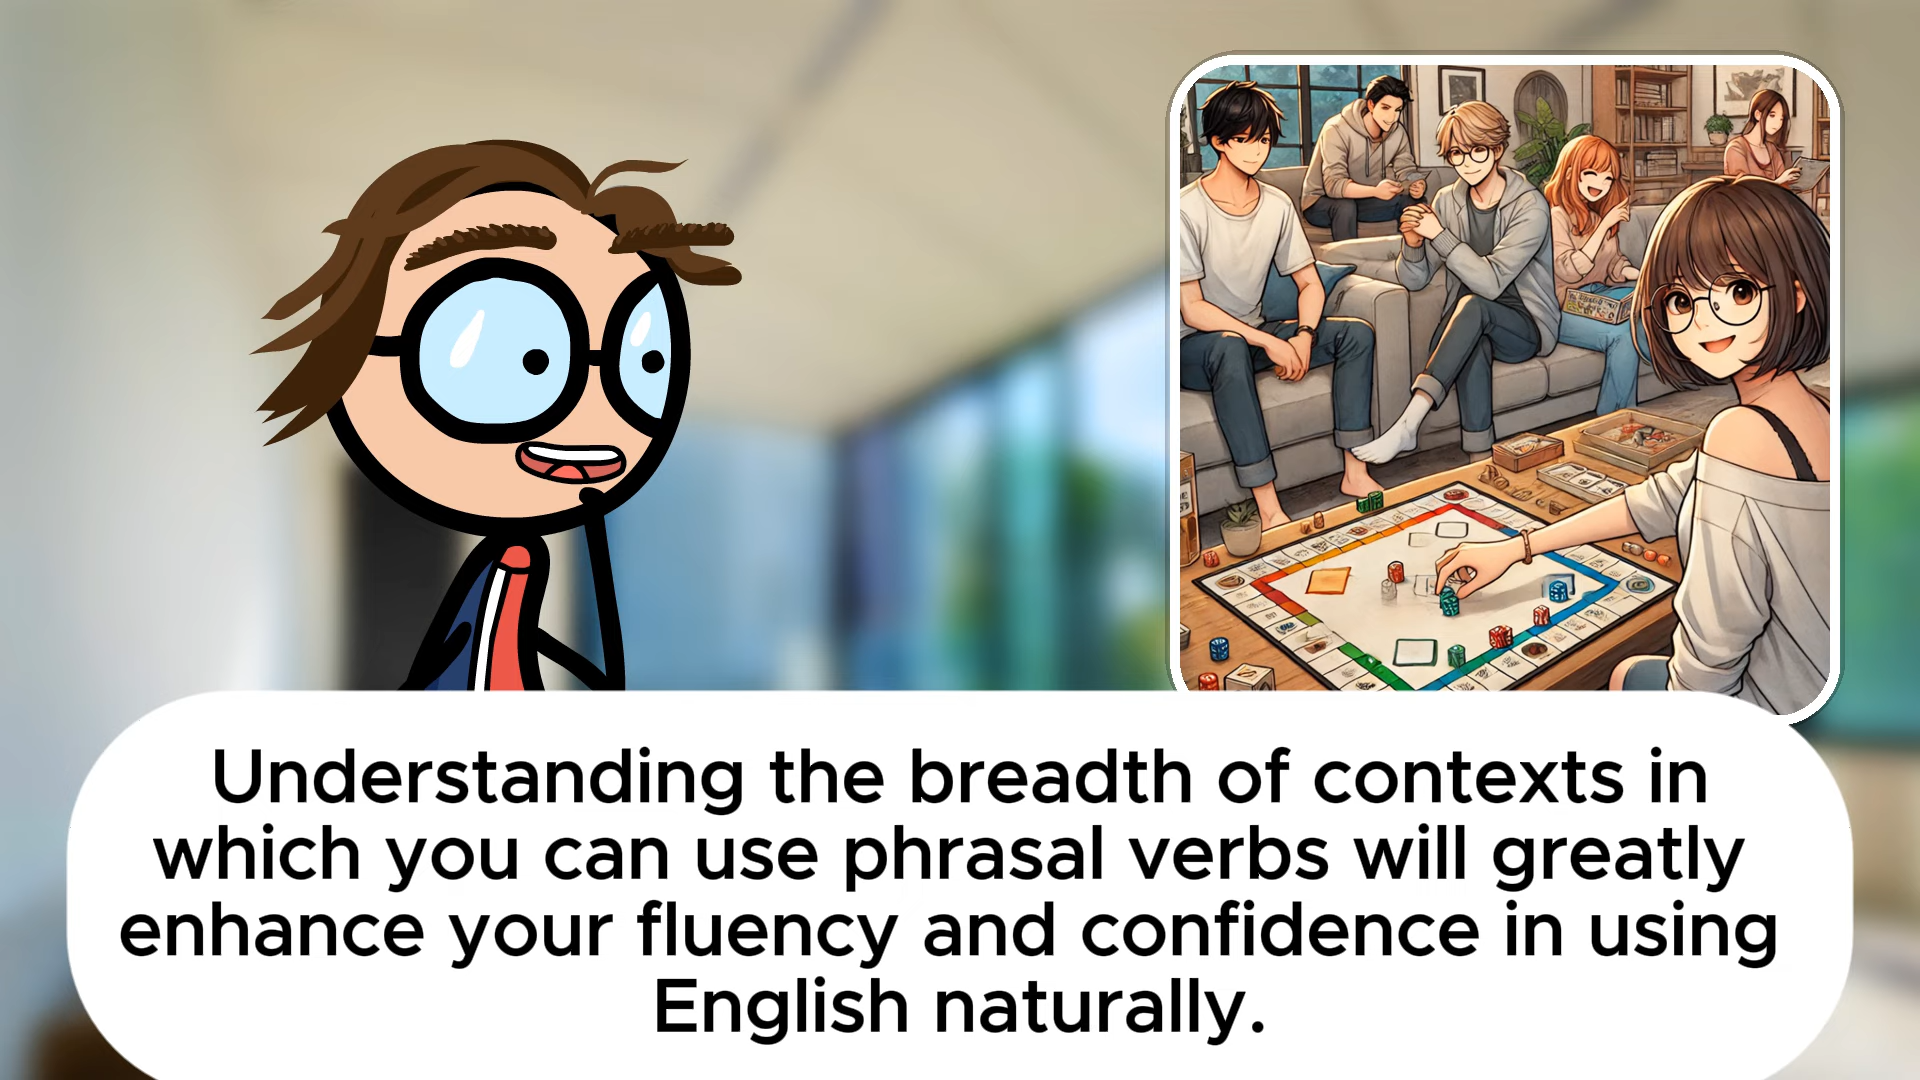 Understanding the breadth of contexts in
which you can use phrasal verbs will greatly
enhance your fluency and confidence in using
English naturally.